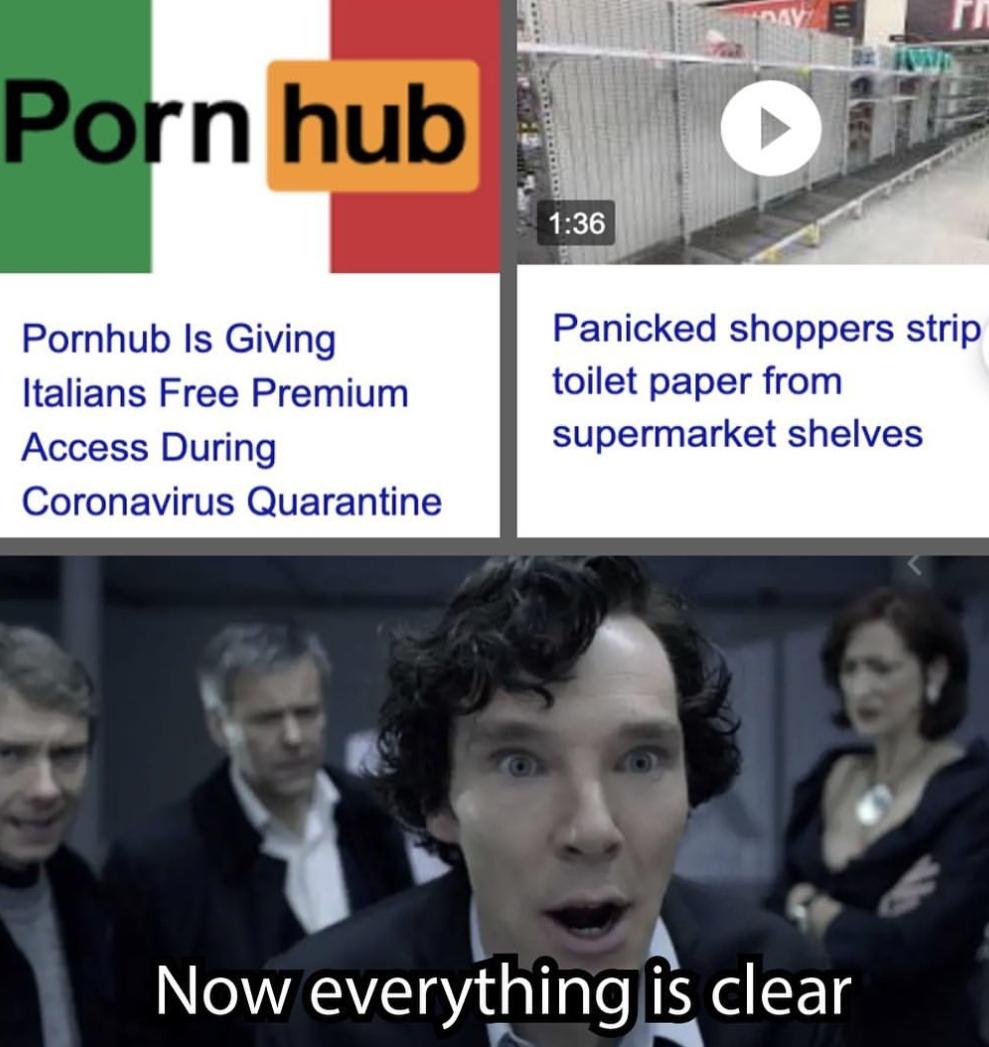 Porn hub
Pornhub Is Giving
Italians Free Premium
Access During
Coronavirus Quarantine
1:36
Panicked shoppers strip
toilet paper from
supermarket shelves
Now everything is clear